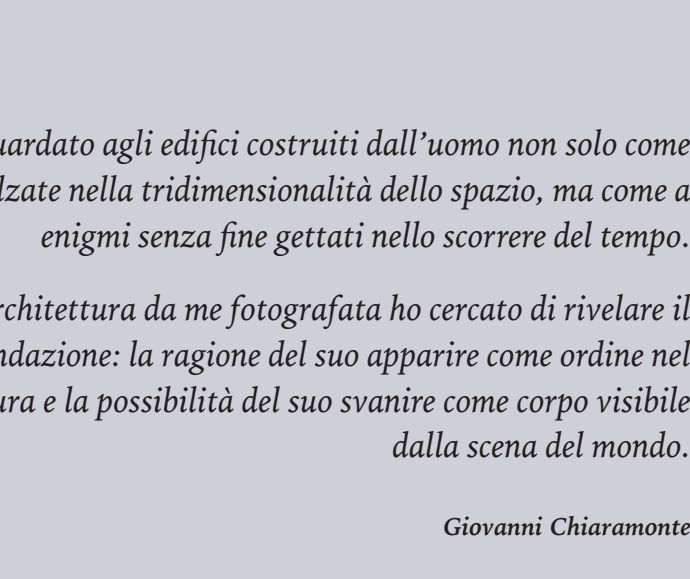 uardato agli edifici costruiti dall’uomo non solo come
lzate nella tridimensionalità dello spazio, ma come a
enigmi senza fine gettati nello scorrere del tempo.
rchitettura da me fotografata ho cercato di rivelare il
ndazione: la ragione del suo apparire come ordine nel
ura e la possibilità del suo svanire come corpo visibile
dalla scena del mondo.
Giovanni Chiaramonte